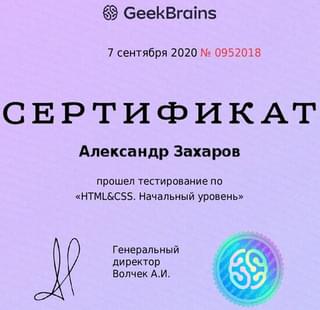 GeekBrains
7 сентября 2020 № 0952018
СЕРТИФИКАТ
Александр Захаров
прошел тестирование по
«HTML&CSS. Начальный уровень»
Генеральный
директор
Волчек А.И.